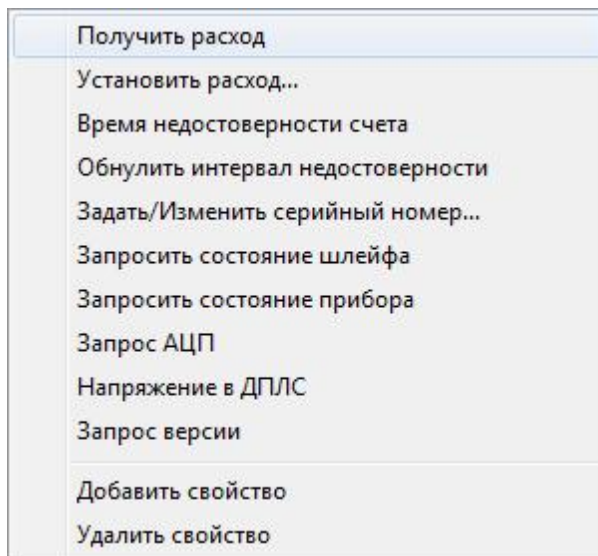 Получить расход
Установить расход...
Время недостоверности счета
Обнулить интервал недостоверности
Задать/Изменить серийный номер...
Запросить состояние шлейфа
Запросить состояние прибора
Запрос АЦП
Напряжение в ДПЛС
Запрос версии
Добавить свойство
Удалить свойство